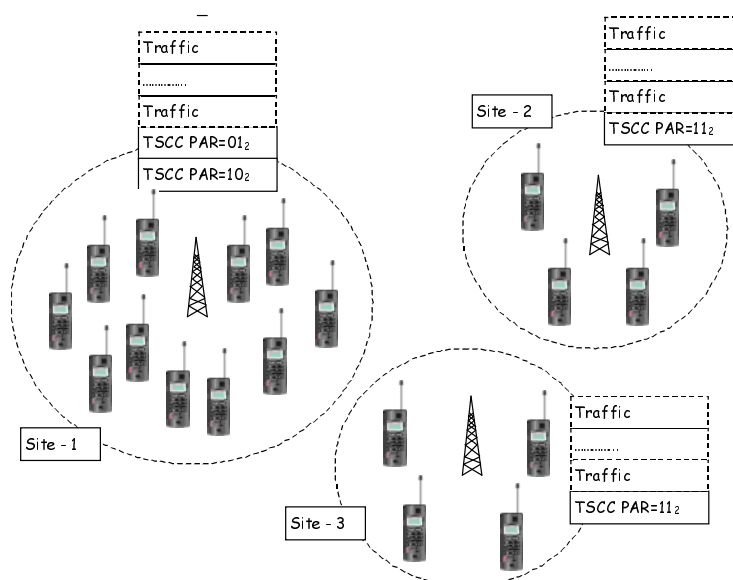 Traffic
..............
Traffic
TSCC PAR=01₂
TSCC PAR=10₂
Site - 1
Traffic
..............
Traffic
TSCC PAR=11₂
Site - 2
Traffic
..............
Traffic
TSCC PAR=11₂
Site - 3